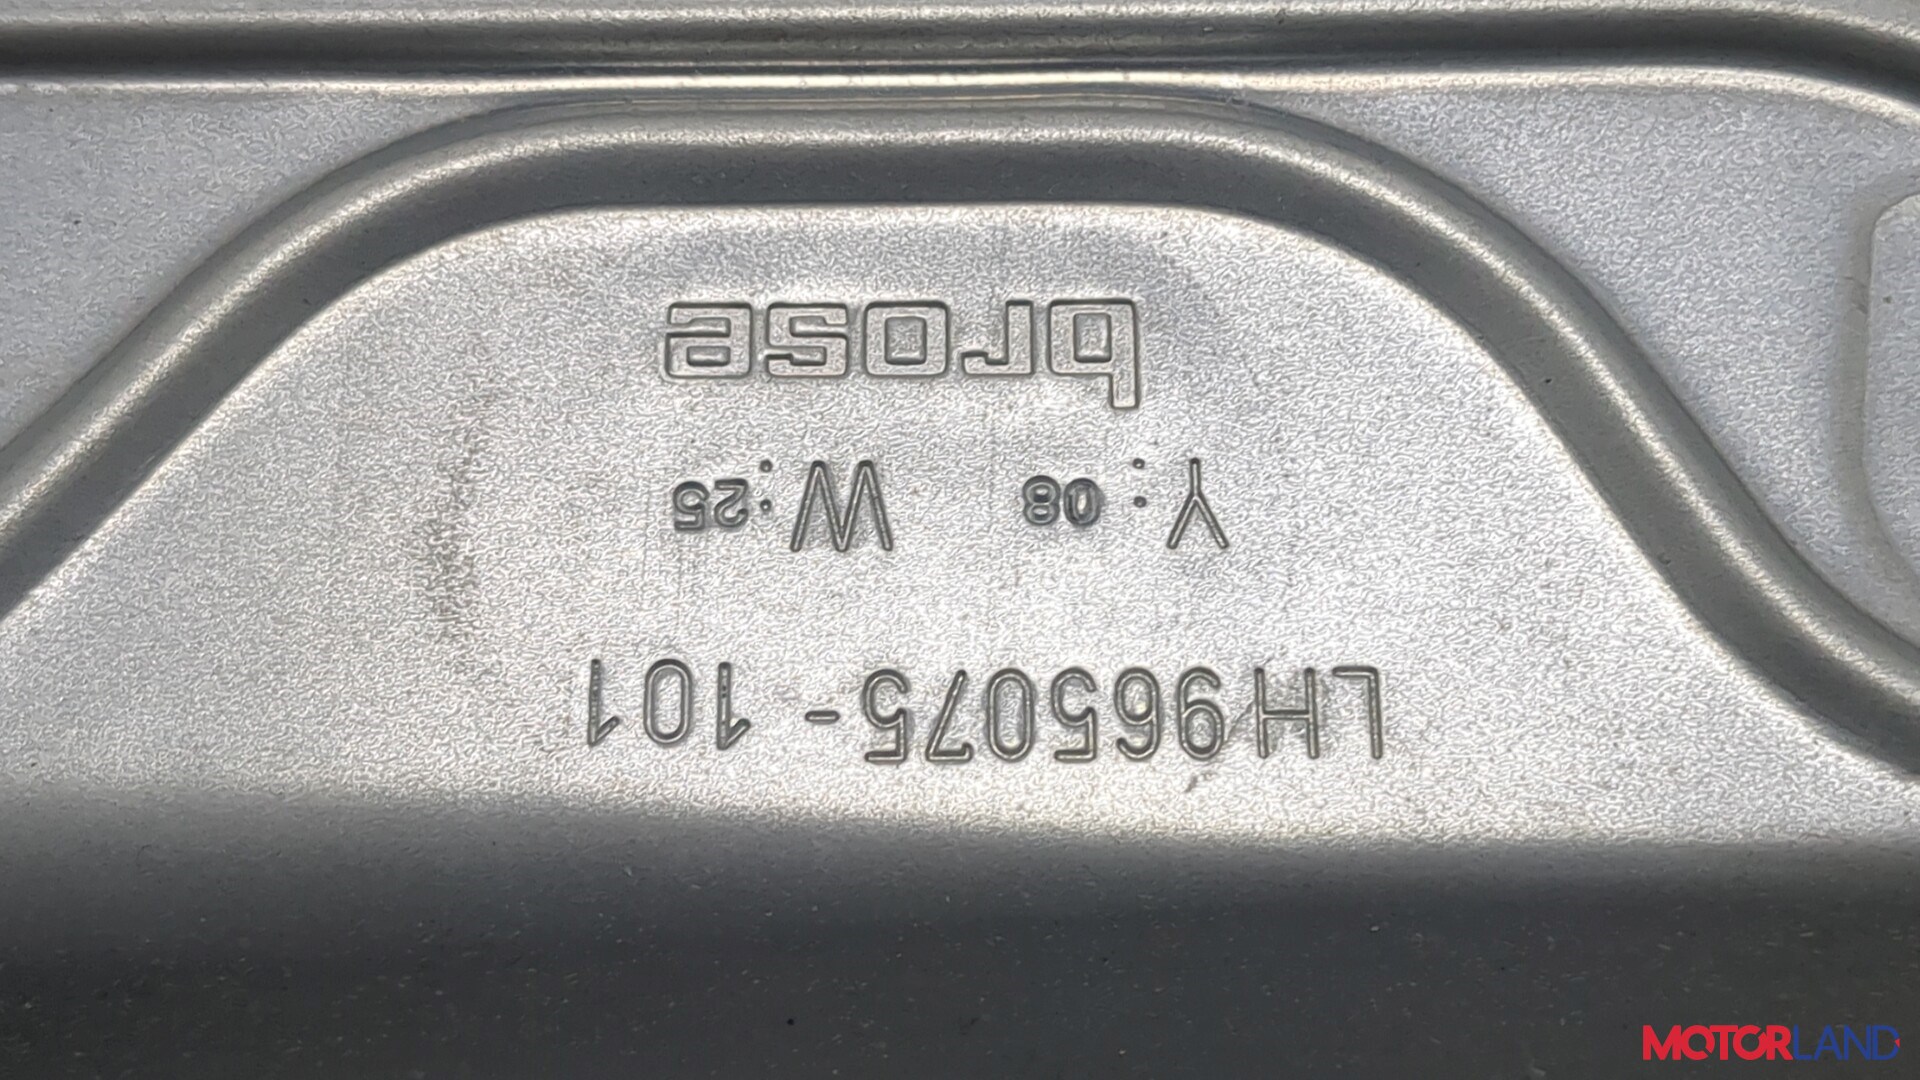 LH965075-101
Y: 08 W: 25
brose
MOTORLAND